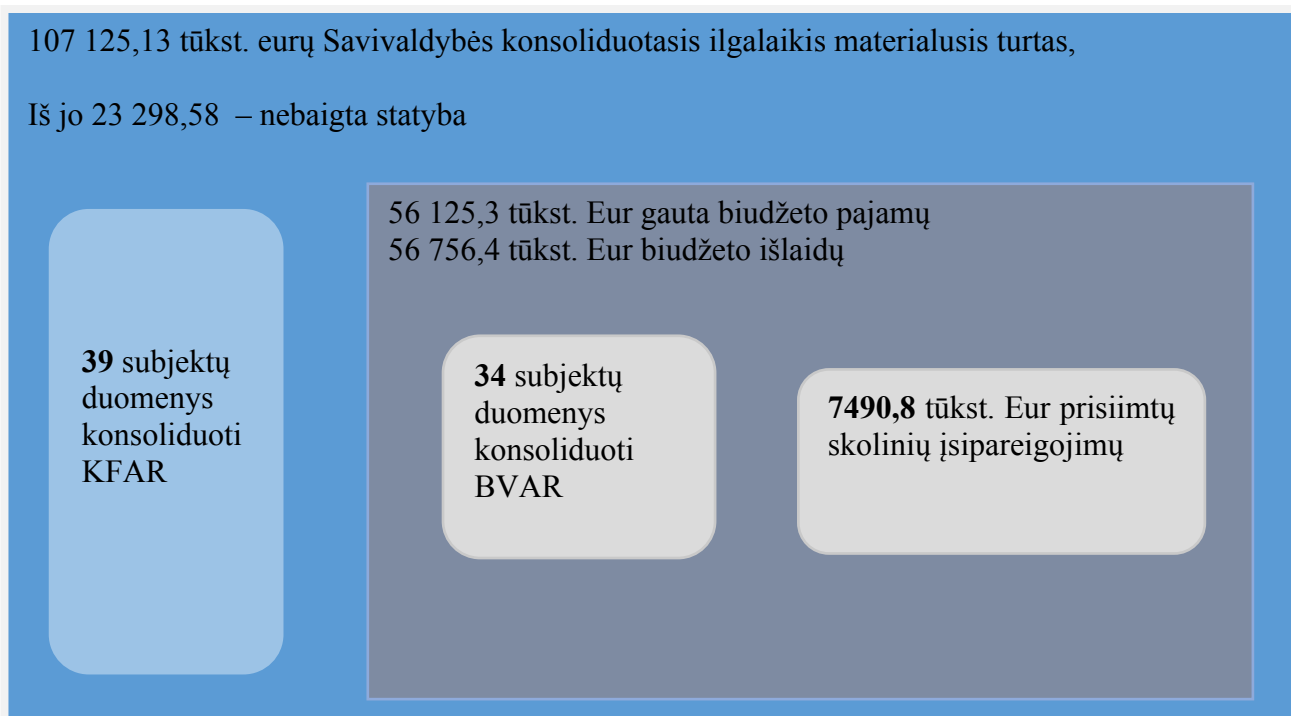 107 125,13 tūkst. eurų Savivaldybės konsoliduotasis ilgalaikis materialusis turtas,
Iš jo 23 298,58 – nebaigta statyba
56 125,3 tūkst. Eur gauta biudžeto pajamų
56 756,4 tūkst. Eur biudžeto išlaidų
39 subjektų
duomenys
konsoliduoti
KFAR
34 subjektų
duomenys
konsoliduoti
BVAR
7490,8 tūkst. Eur prisiimtų
skolinių įsipareigojimų